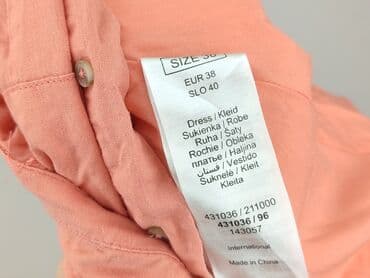 SIZE 38
EUR 38
SLO 40
Dress / Kleid
Sukienka / Robe
Ruha / Šaty
Rochie / Obleka
платье / Haljina
فستان / Vestido
Suknelė / Kleit
Kleita
431036 / 211000
431036 / 96
143057
International
Made in China